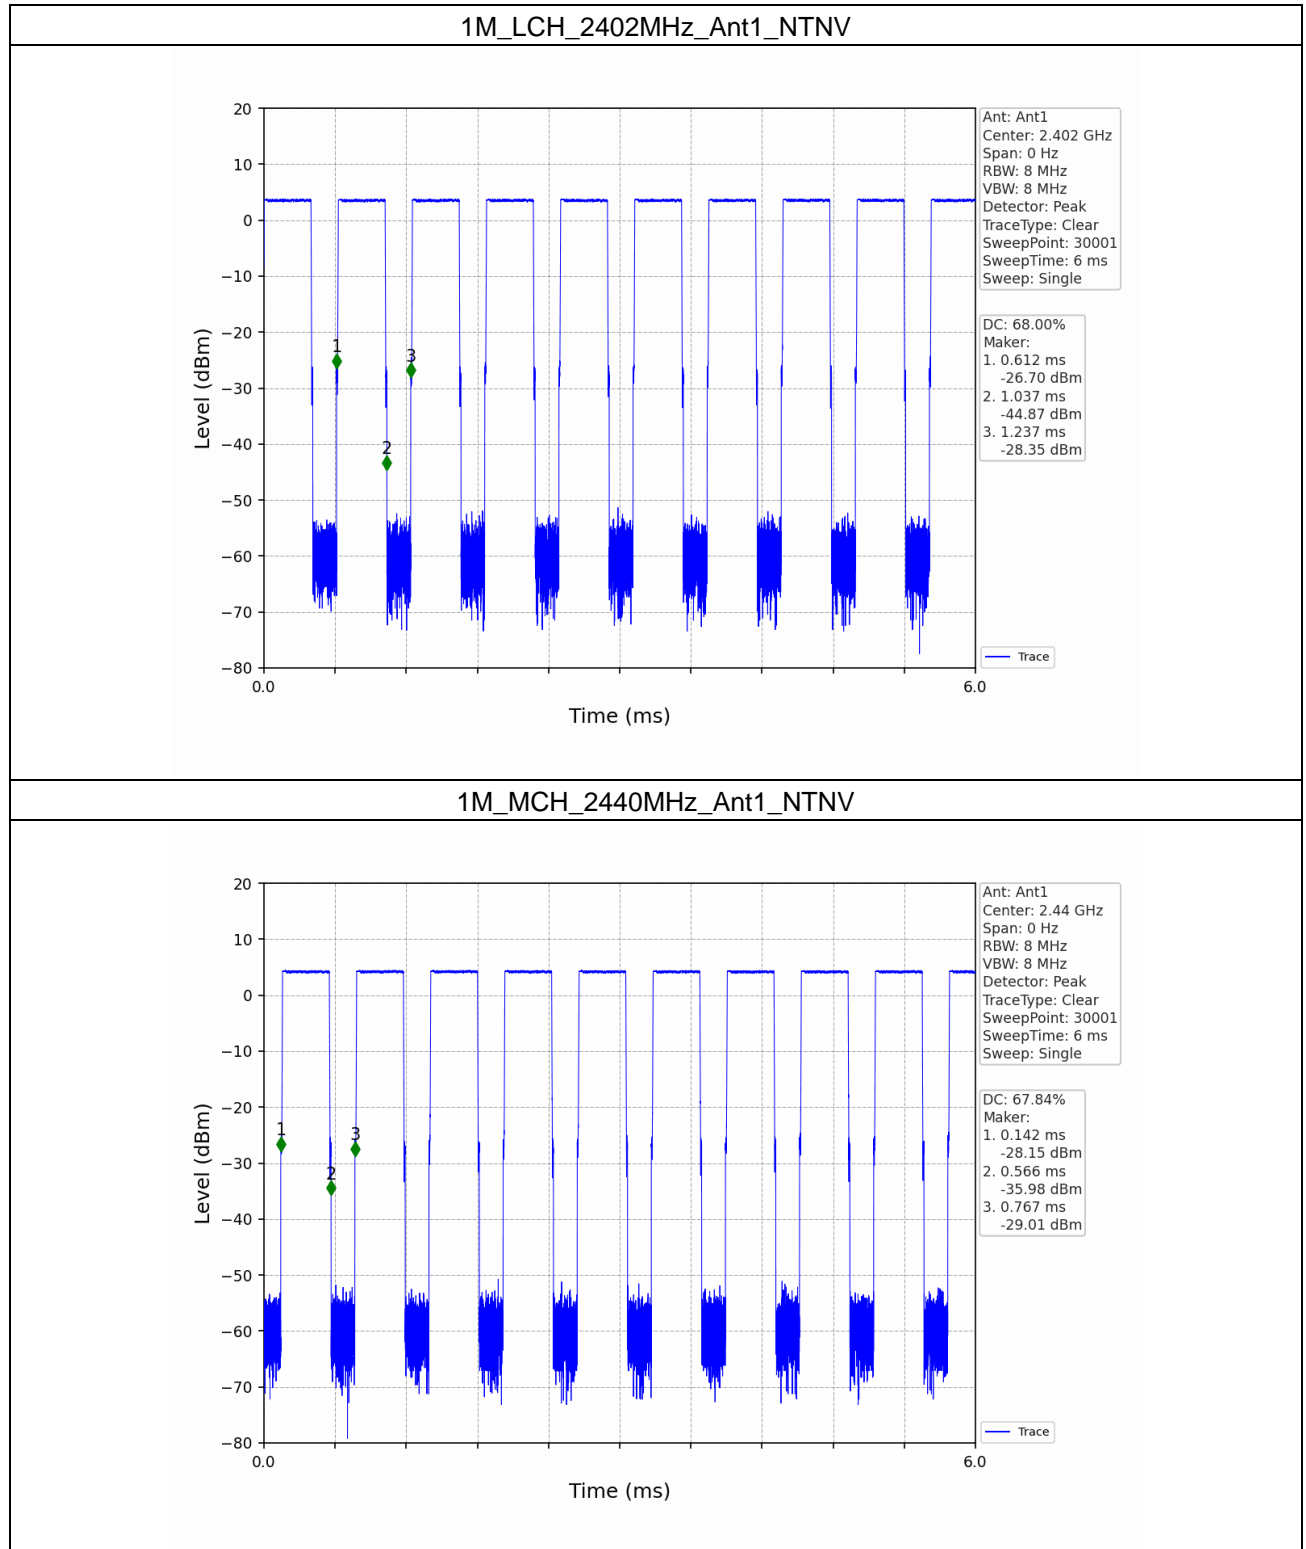 1M_LCH_2402MHz_Ant1_NTNV
20
10
0
−10
−20
−30
−40
−50
−60
−70
−80
Level (dBm)
1
2
3
0.0
6.0
Time (ms)
Ant: Ant1
Center: 2.402 GHz
Span: 0 Hz
RBW: 8 MHz
VBW: 8 MHz
Detector: Peak
TraceType: Clear
SweepPoint: 30001
SweepTime: 6 ms
Sweep: Single
DC: 68.00%
Maker:
1. 0.612 ms
-26.70 dBm
2. 1.037 ms
-44.87 dBm
3. 1.237 ms
-28.35 dBm
Trace
1M_MCH_2440MHz_Ant1_NTNV
20
10
0
−10
−20
−30
−40
−50
−60
−70
−80
Level (dBm)
1
2
3
0.0
6.0
Time (ms)
Ant: Ant1
Center: 2.44 GHz
Span: 0 Hz
RBW: 8 MHz
VBW: 8 MHz
Detector: Peak
TraceType: Clear
SweepPoint: 30001
SweepTime: 6 ms
Sweep: Single
DC: 67.84%
Maker:
1. 0.142 ms
-28.15 dBm
2. 0.566 ms
-35.98 dBm
3. 0.767 ms
-29.01 dBm
Trace